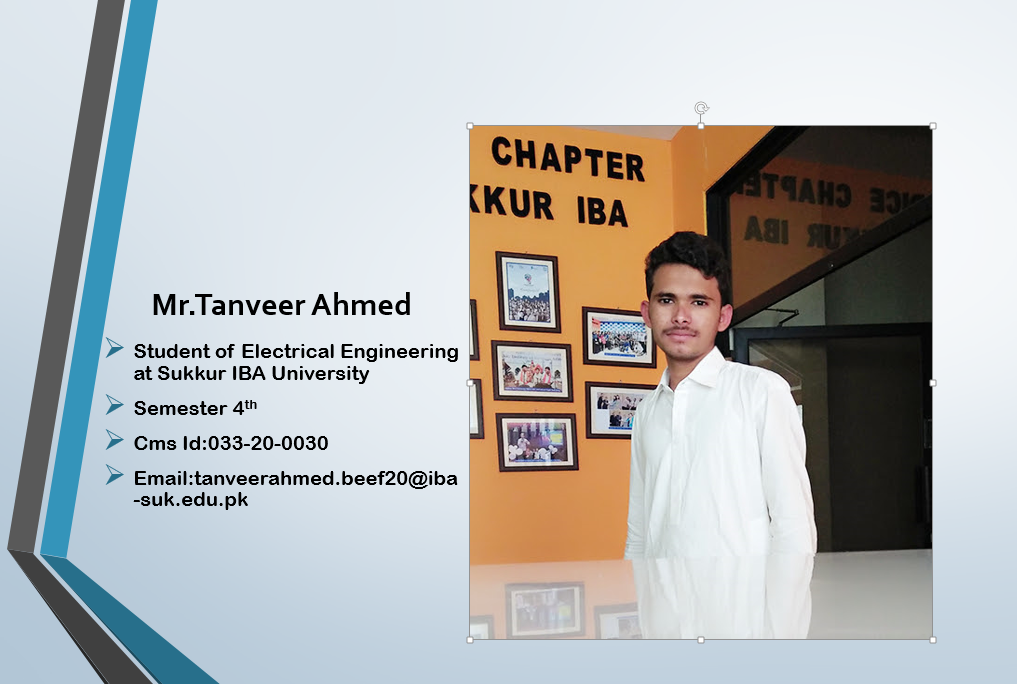 CHAPTER
KKUR IBA
Mr.Tanveer Ahmed
Student of Electrical Engineering
at Sukkur IBA University
Semester 4th
Cms Id:033-20-0030
Email:tanveerahmed.beef20@iba
-suk.edu.pk